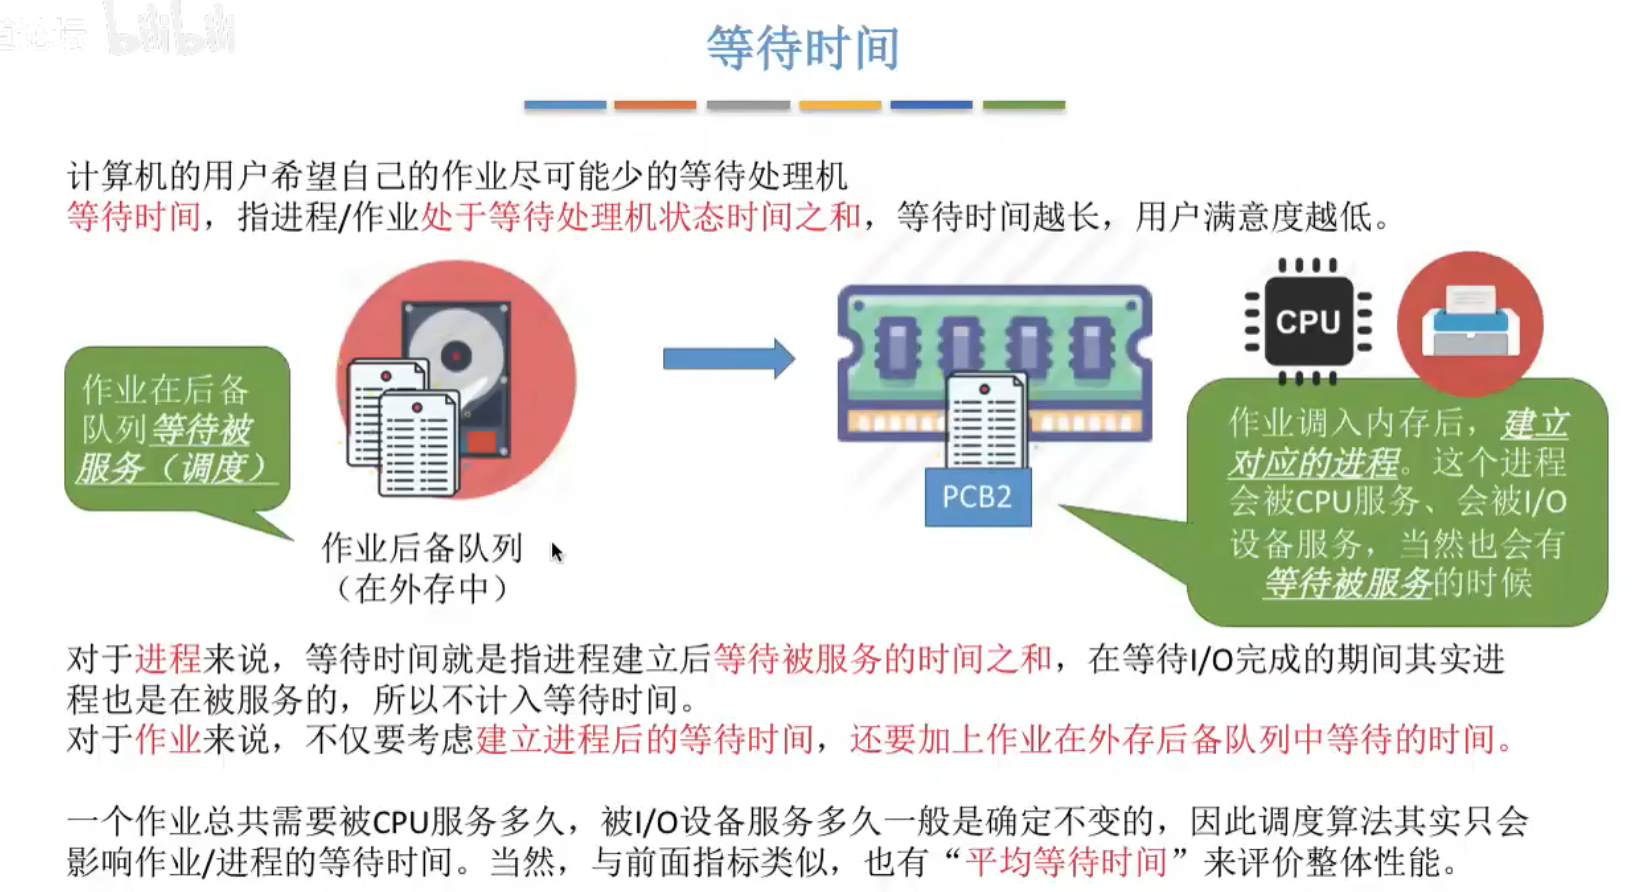 bilibili
等待时间
计算机的用户希望自己的作业尽可能少的等待处理机
等待时间，指进程/作业处于等待处理机状态时间之和，等待时间越长，用户满意度越低。
作业在后备
队列等待被
服务（调度）
作业后备队列
（在外存中）
PCB2
CPU
作业调入内存后，建立
对应的进程。这个进程
会被CPU服务、会被I/O
设备服务，当然也会有
等待被服务的时候
对于进程来说，等待时间就是指进程建立后等待被服务的时间之和，在等待I/O完成的期间其实进
程也是在被服务的，所以不计入等待时间。
对于作业来说，不仅要考虑建立进程后的等待时间，还要加上作业在外存后备队列中等待的时间。
一个作业总共需要被CPU服务多久，被I/O设备服务多久一般是确定不变的，因此调度算法其实只会
影响作业/进程的等待时间。当然，与前面指标类似，也有“平均等待时间”来评价整体性能。